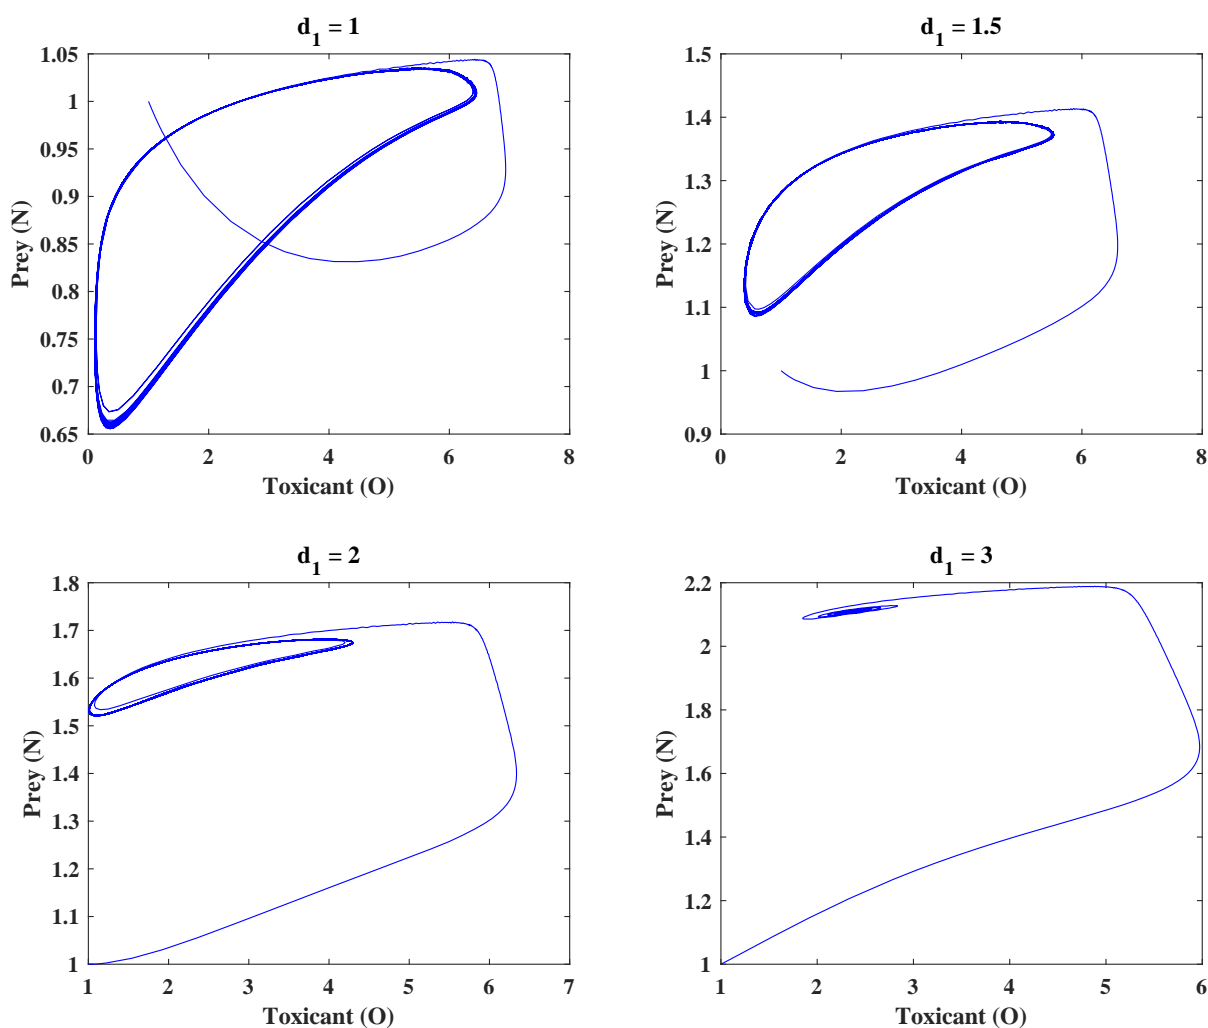 d_1 = 1
1.05
1
0.95
0.9
0.85
0.8
0.75
0.7
0.65
Prey (N)
0 2 4 6 8
Toxicant (O)
d_1 = 1.5
1.5
1.4
1.3
1.2
1.1
1
0.9
Prey (N)
0 2 4 6 8
Toxicant (O)
d_1 = 2
1.8
1.7
1.6
1.5
1.4
1.3
1.2
1.1
1
Prey (N)
1 2 3 4 5 6 7
Toxicant (O)
d_1 = 3
2.2
2
1.8
1.6
1.4
1.2
1
Prey (N)
1 2 3 4 5 6
Toxicant (O)